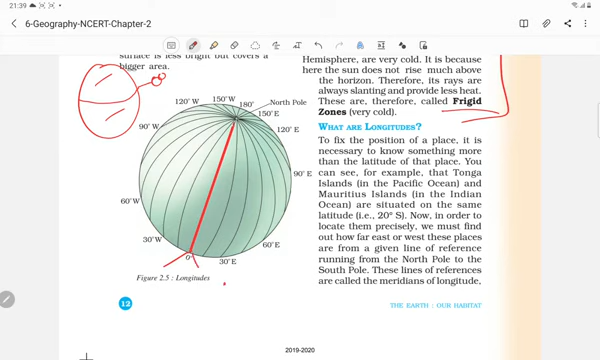 21:39
79%
6-Geography-NCERT-Chapter-2
surface is less bright but covers a
bigger area.
120° W
150° W
180°
North Pole
150° E
120° E
90° W
90° E
60° W
60° E
30° W
0°
30° E
Figure 2.5 : Longitudes
12
Hemisphere, are very cold. It is because
here the sun does not rise much above
the horizon. Therefore, its rays are
always slanting and provide less heat.
These are, therefore, called Frigid
Zones (very cold).
WHAT ARE LONGITUDES?
To fix the position of a place, it is
necessary to know something more
than the latitude of that place. You
can see, for example, that Tonga
Islands (in the Pacific Ocean) and
Mauritius Islands (in the Indian
Ocean) are situated on the same
latitude (i.e., 20° S). Now, in order to
locate them precisely, we must find
out how far east or west these places
are from a given line of reference
running from the North Pole to the
South Pole. These lines of references
are called the meridians of longitude,
THE EARTH : OUR HABITAT
2019-2020